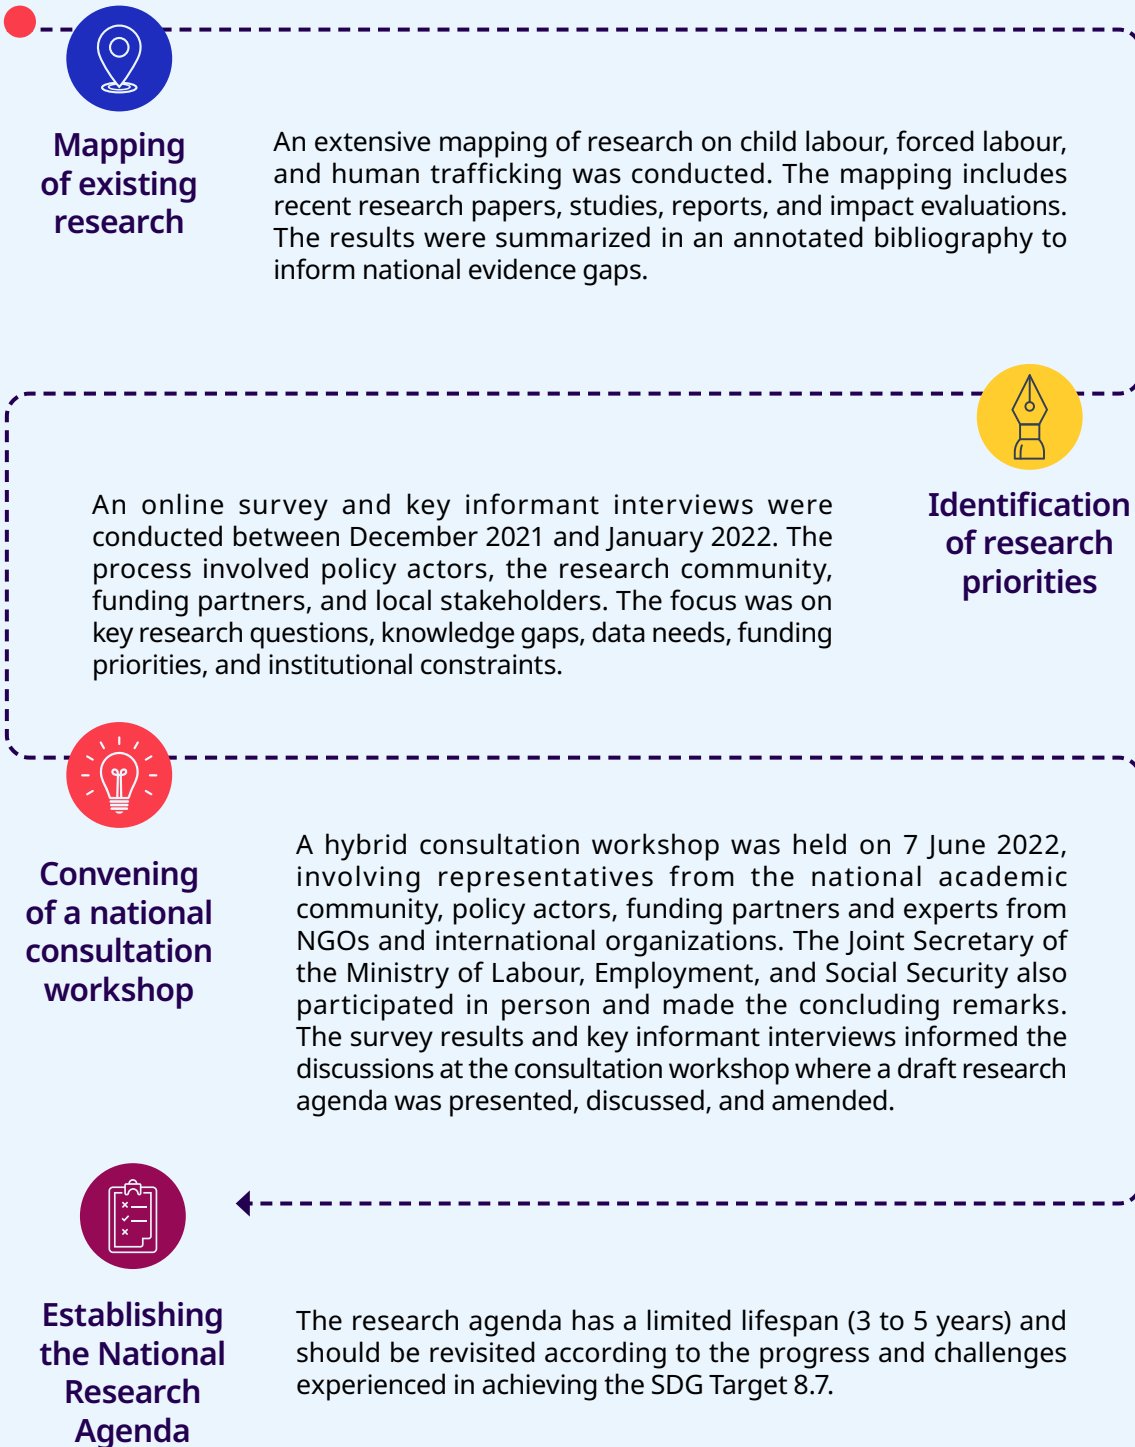 Mapping
of existing
research
An extensive mapping of research on child labour, forced labour,
and human trafficking was conducted. The mapping includes
recent research papers, studies, reports, and impact evaluations.
The results were summarized in an annotated bibliography to
inform national evidence gaps.
Identification
of research
priorities
An online survey and key informant interviews were
conducted between December 2021 and January 2022. The
process involved policy actors, the research community,
funding partners, and local stakeholders. The focus was on
key research questions, knowledge gaps, data needs, funding
priorities, and institutional constraints.
Convening
of a national
consultation
workshop
A hybrid consultation workshop was held on 7 June 2022,
involving representatives from the national academic
community, policy actors, funding partners and experts from
NGOs and international organizations. The Joint Secretary of
the Ministry of Labour, Employment, and Social Security also
participated in person and made the concluding remarks.
The survey results and key informant interviews informed the
discussions at the consultation workshop where a draft research
agenda was presented, discussed, and amended.
Establishing
the National
Research
Agenda
The research agenda has a limited lifespan (3 to 5 years) and
should be revisited according to the progress and challenges
experienced in achieving the SDG Target 8.7.